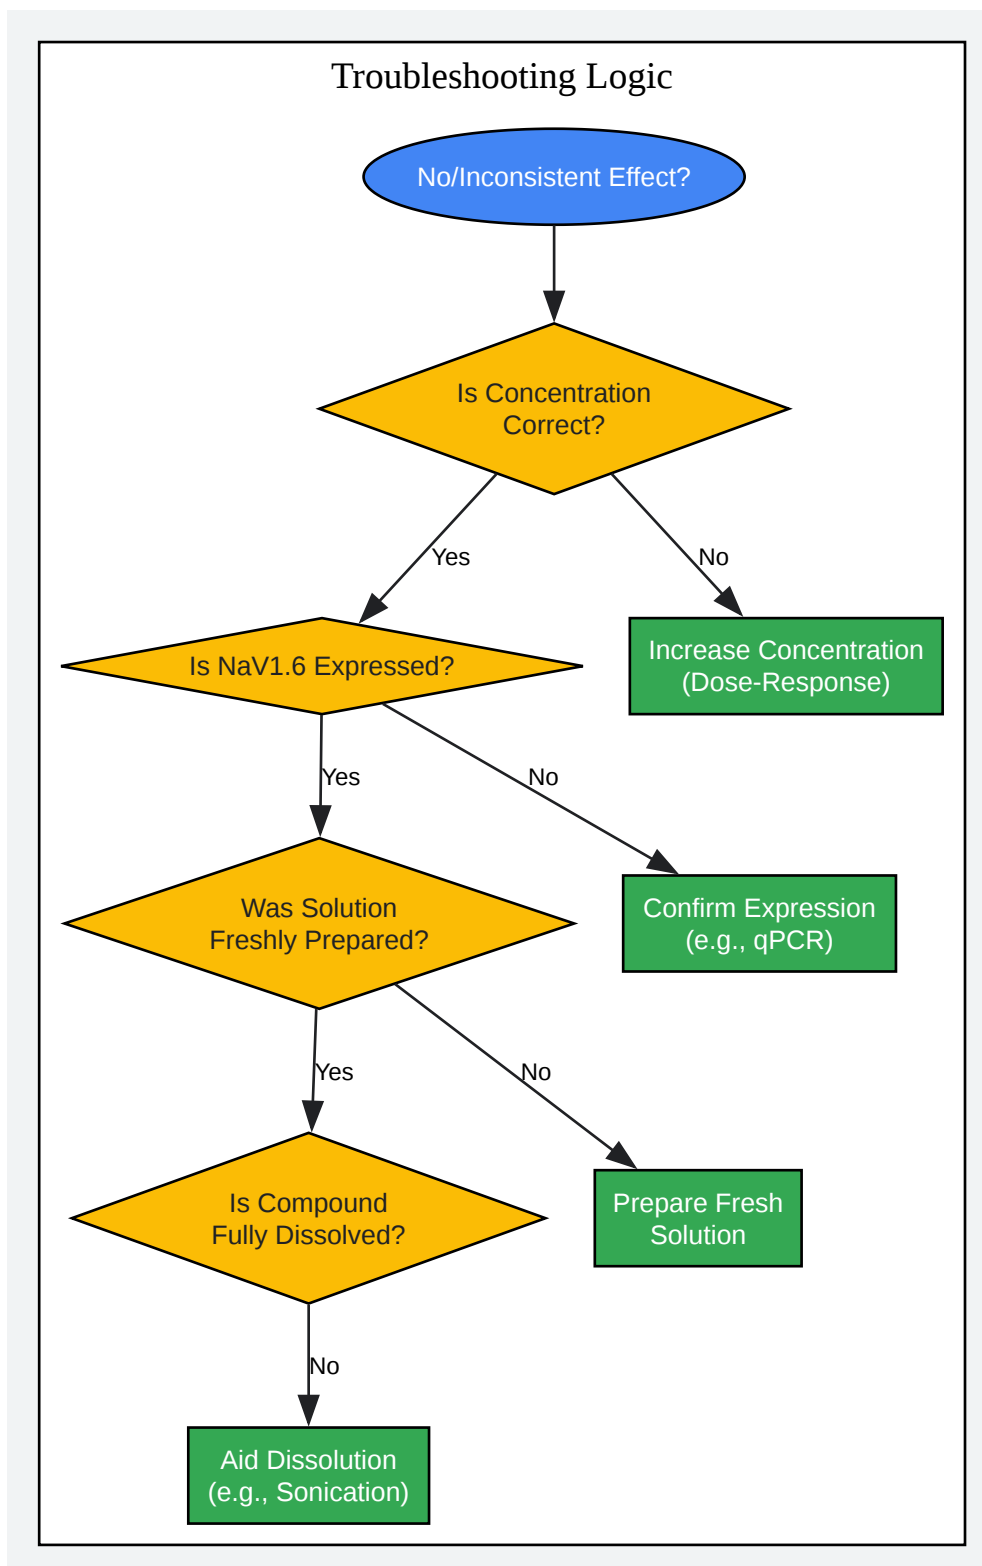 Troubleshooting Logic
No/Inconsistent Effect?
Is Concentration
Correct?
Yes
No
Is NaV1.6 Expressed?
Increase Concentration
(Dose-Response)
Yes
No
Was Solution
Freshly Prepared?
Confirm Expression
(e.g., qPCR)
Yes
No
Is Compound
Fully Dissolved?
Prepare Fresh
Solution
No
Aid Dissolution
(e.g., Sonication)